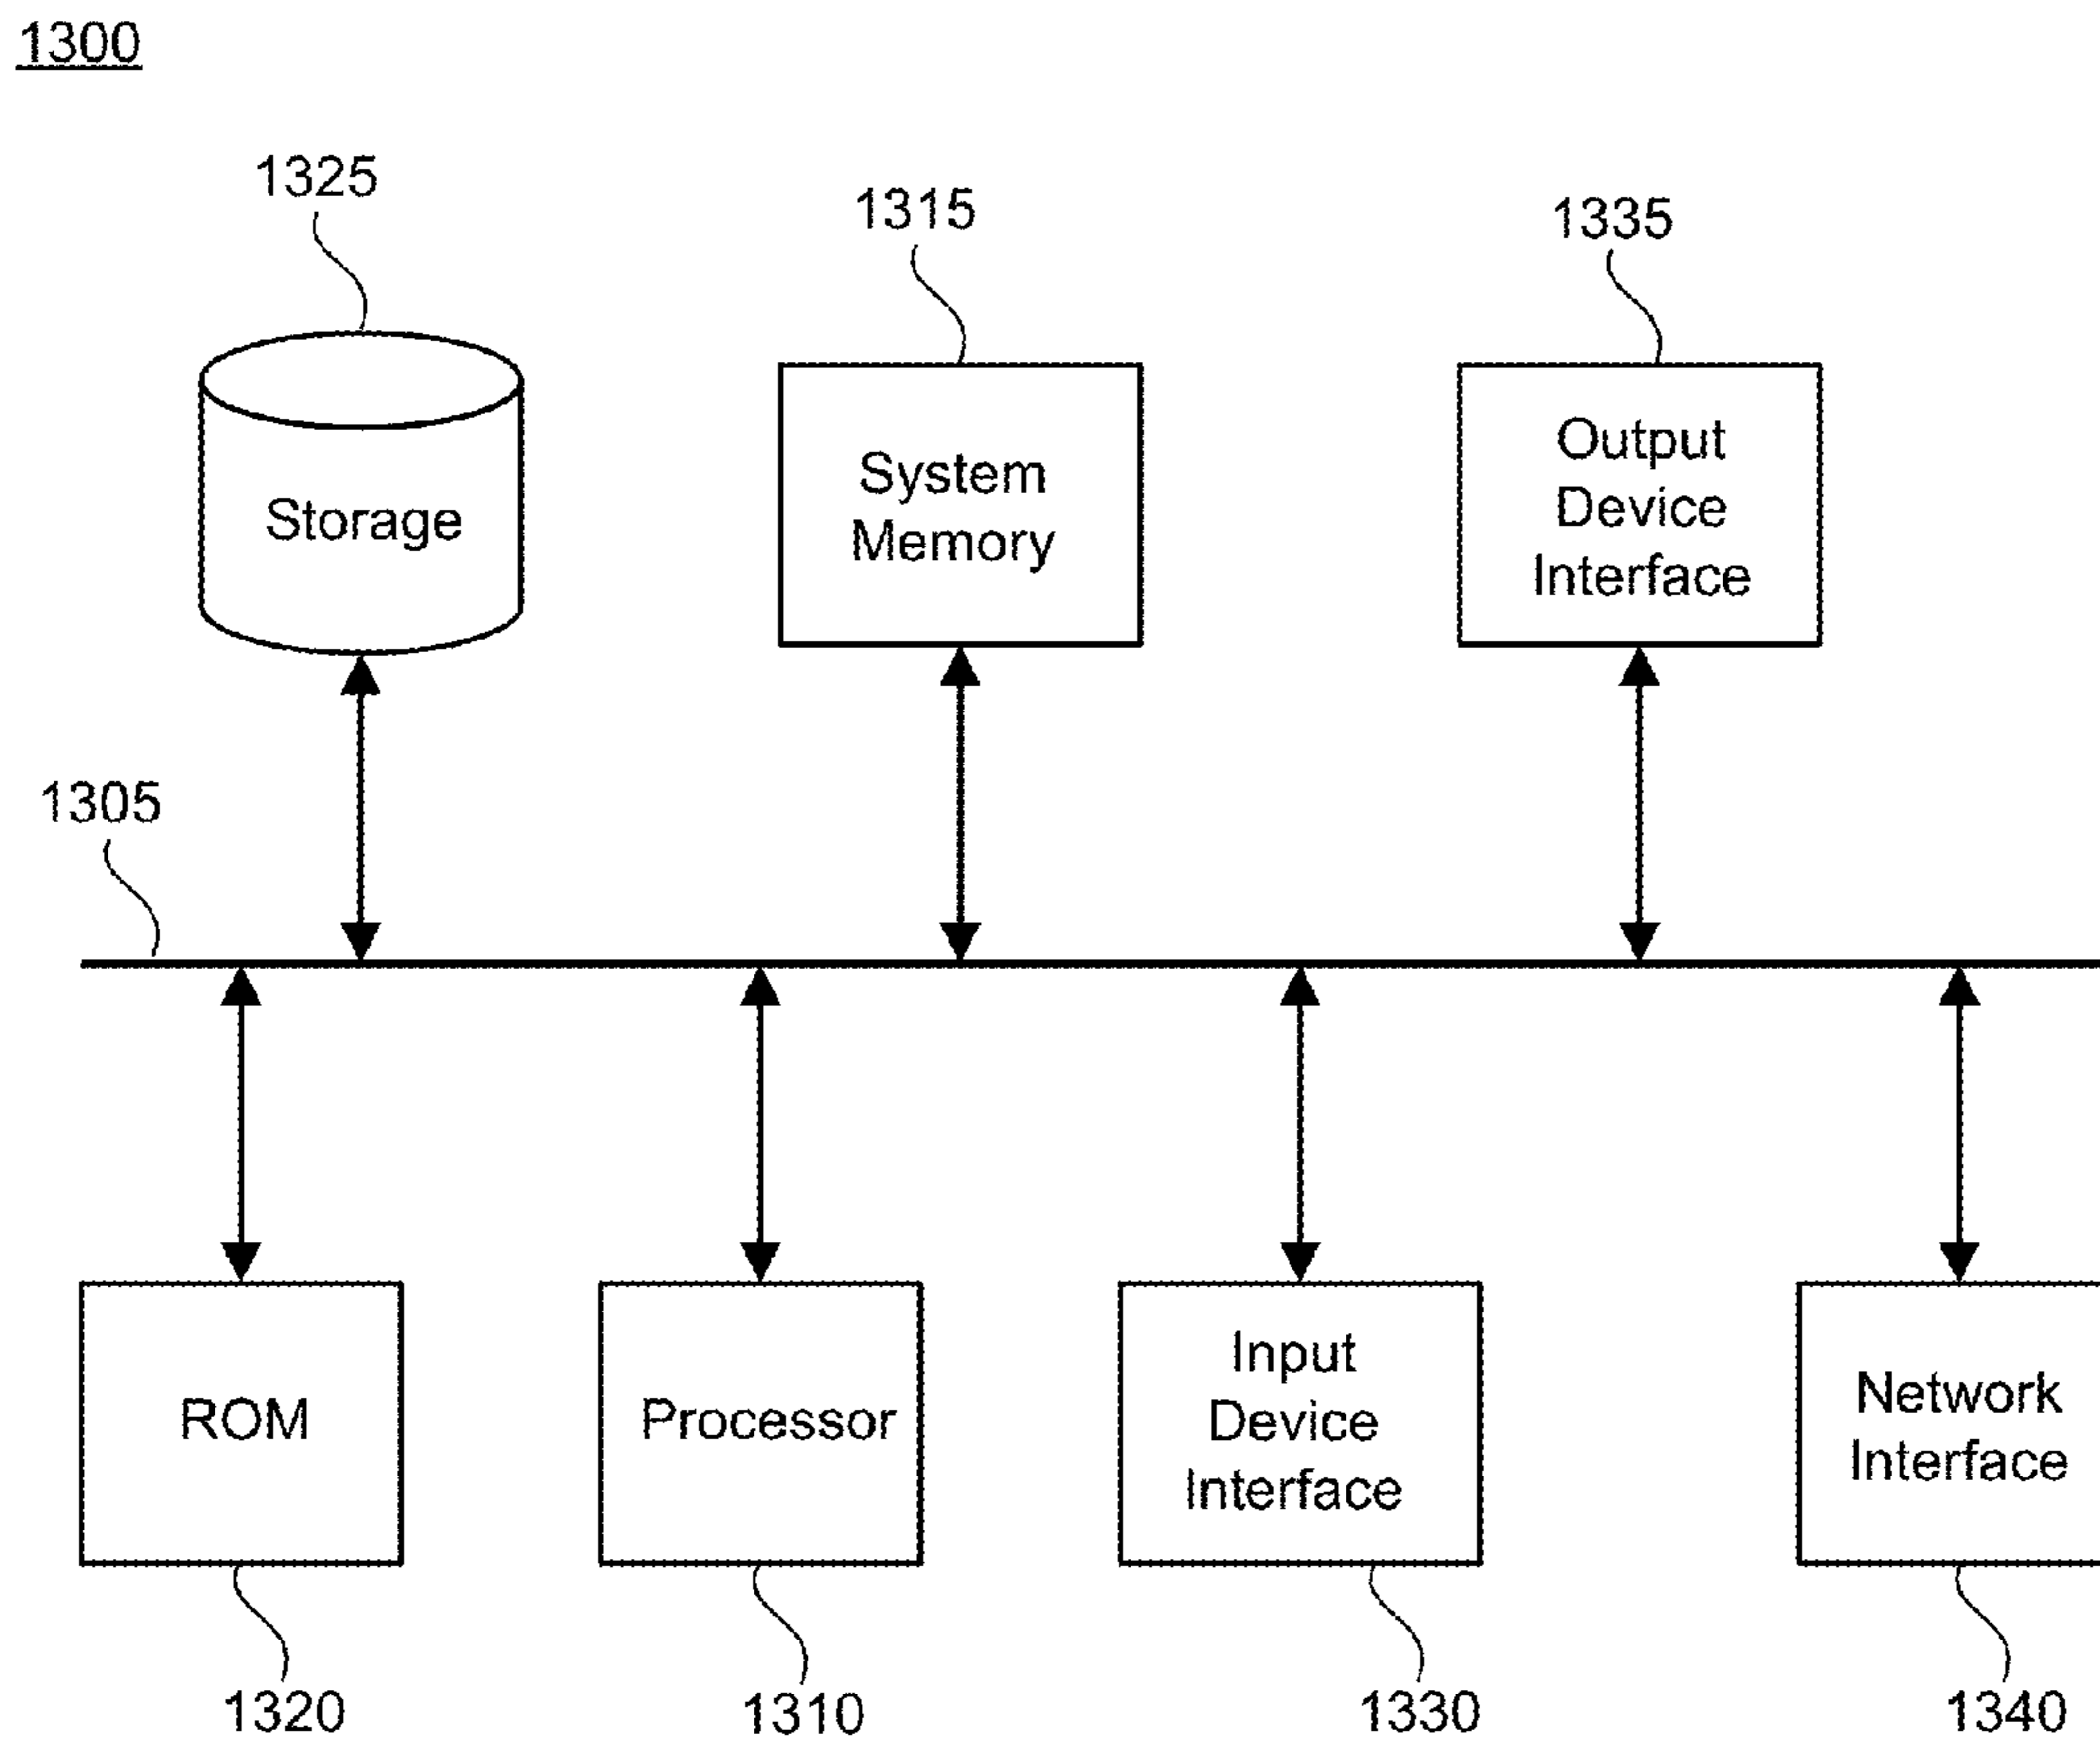 1300
1325
1315
1335
Storage
System
Memory
Output
Device
Interface
1305
ROM
Processor
Input
Device
Interface
Network
Interface
1320
1310
1330
1340